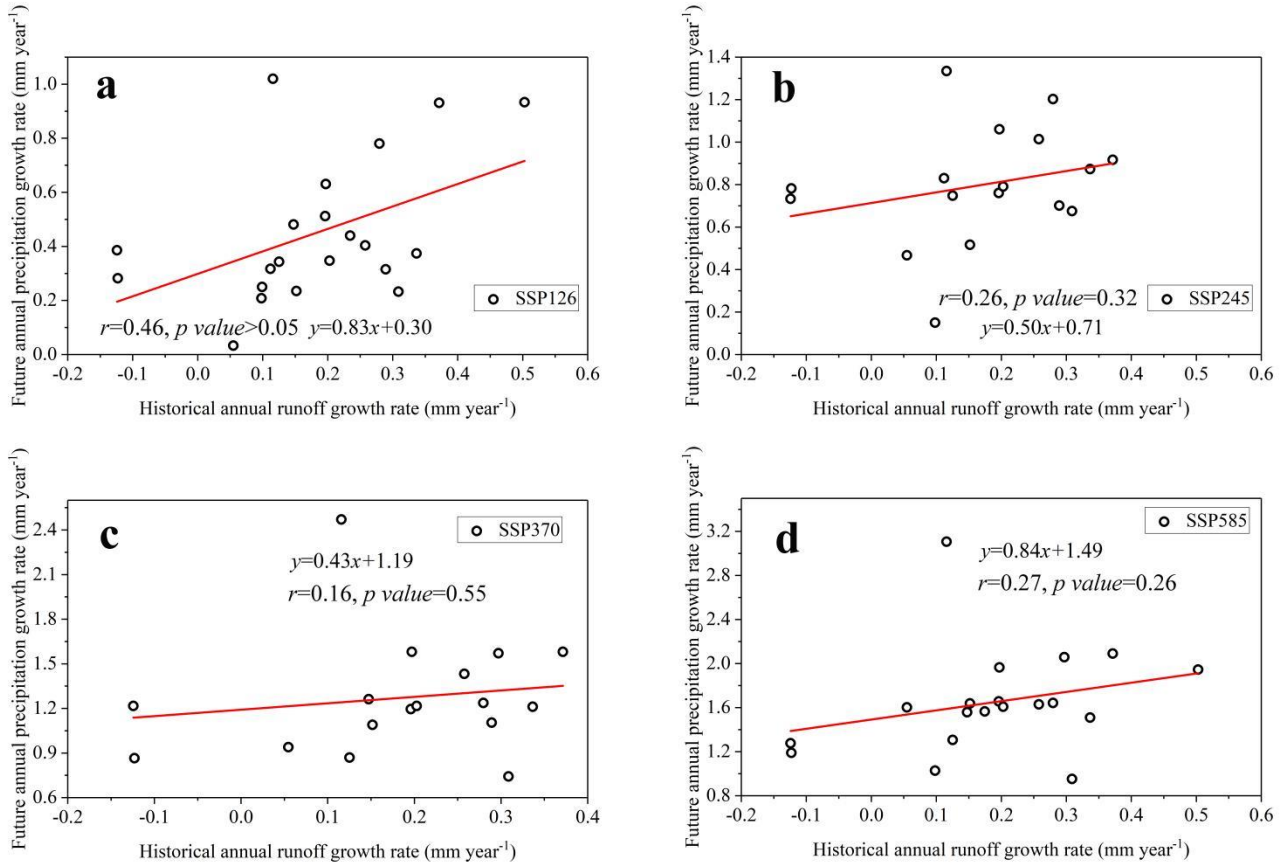 a
Future annual precipitation growth rate (mm year⁻¹)
1.0
0.8
0.6
0.4
0.2
0.0
SSP126
r=0.46, p value>0.05 y=0.83x+0.30
-0.2 -0.1 0.0 0.1 0.2 0.3 0.4 0.5 0.6
Historical annual runoff growth rate (mm year⁻¹)
b
Future annual precipitation growth rate (mm year⁻¹)
1.4
1.2
1.0
0.8
0.6
0.4
0.2
0.0
r=0.26, p value=0.32
SSP245
y=0.50x+0.71
-0.2 -0.1 0.0 0.1 0.2 0.3 0.4 0.5 0.6
Historical annual runoff growth rate (mm year⁻¹)
c
Future annual precipitation growth rate (mm year⁻¹)
2.4
2.1
1.8
1.5
1.2
0.9
0.6
SSP370
y=0.43x+1.19
r=0.16, p value=0.55
-0.2 -0.1 0.0 0.1 0.2 0.3 0.4
Historical annual runoff growth rate (mm year⁻¹)
d
Future annual precipitation growth rate (mm year⁻¹)
3.2
2.8
2.4
2.0
1.6
1.2
0.8
SSP585
y=0.84x+1.49
r=0.27, p value=0.26
-0.2 -0.1 0.0 0.1 0.2 0.3 0.4 0.5 0.6
Historical annual runoff growth rate (mm year⁻¹)